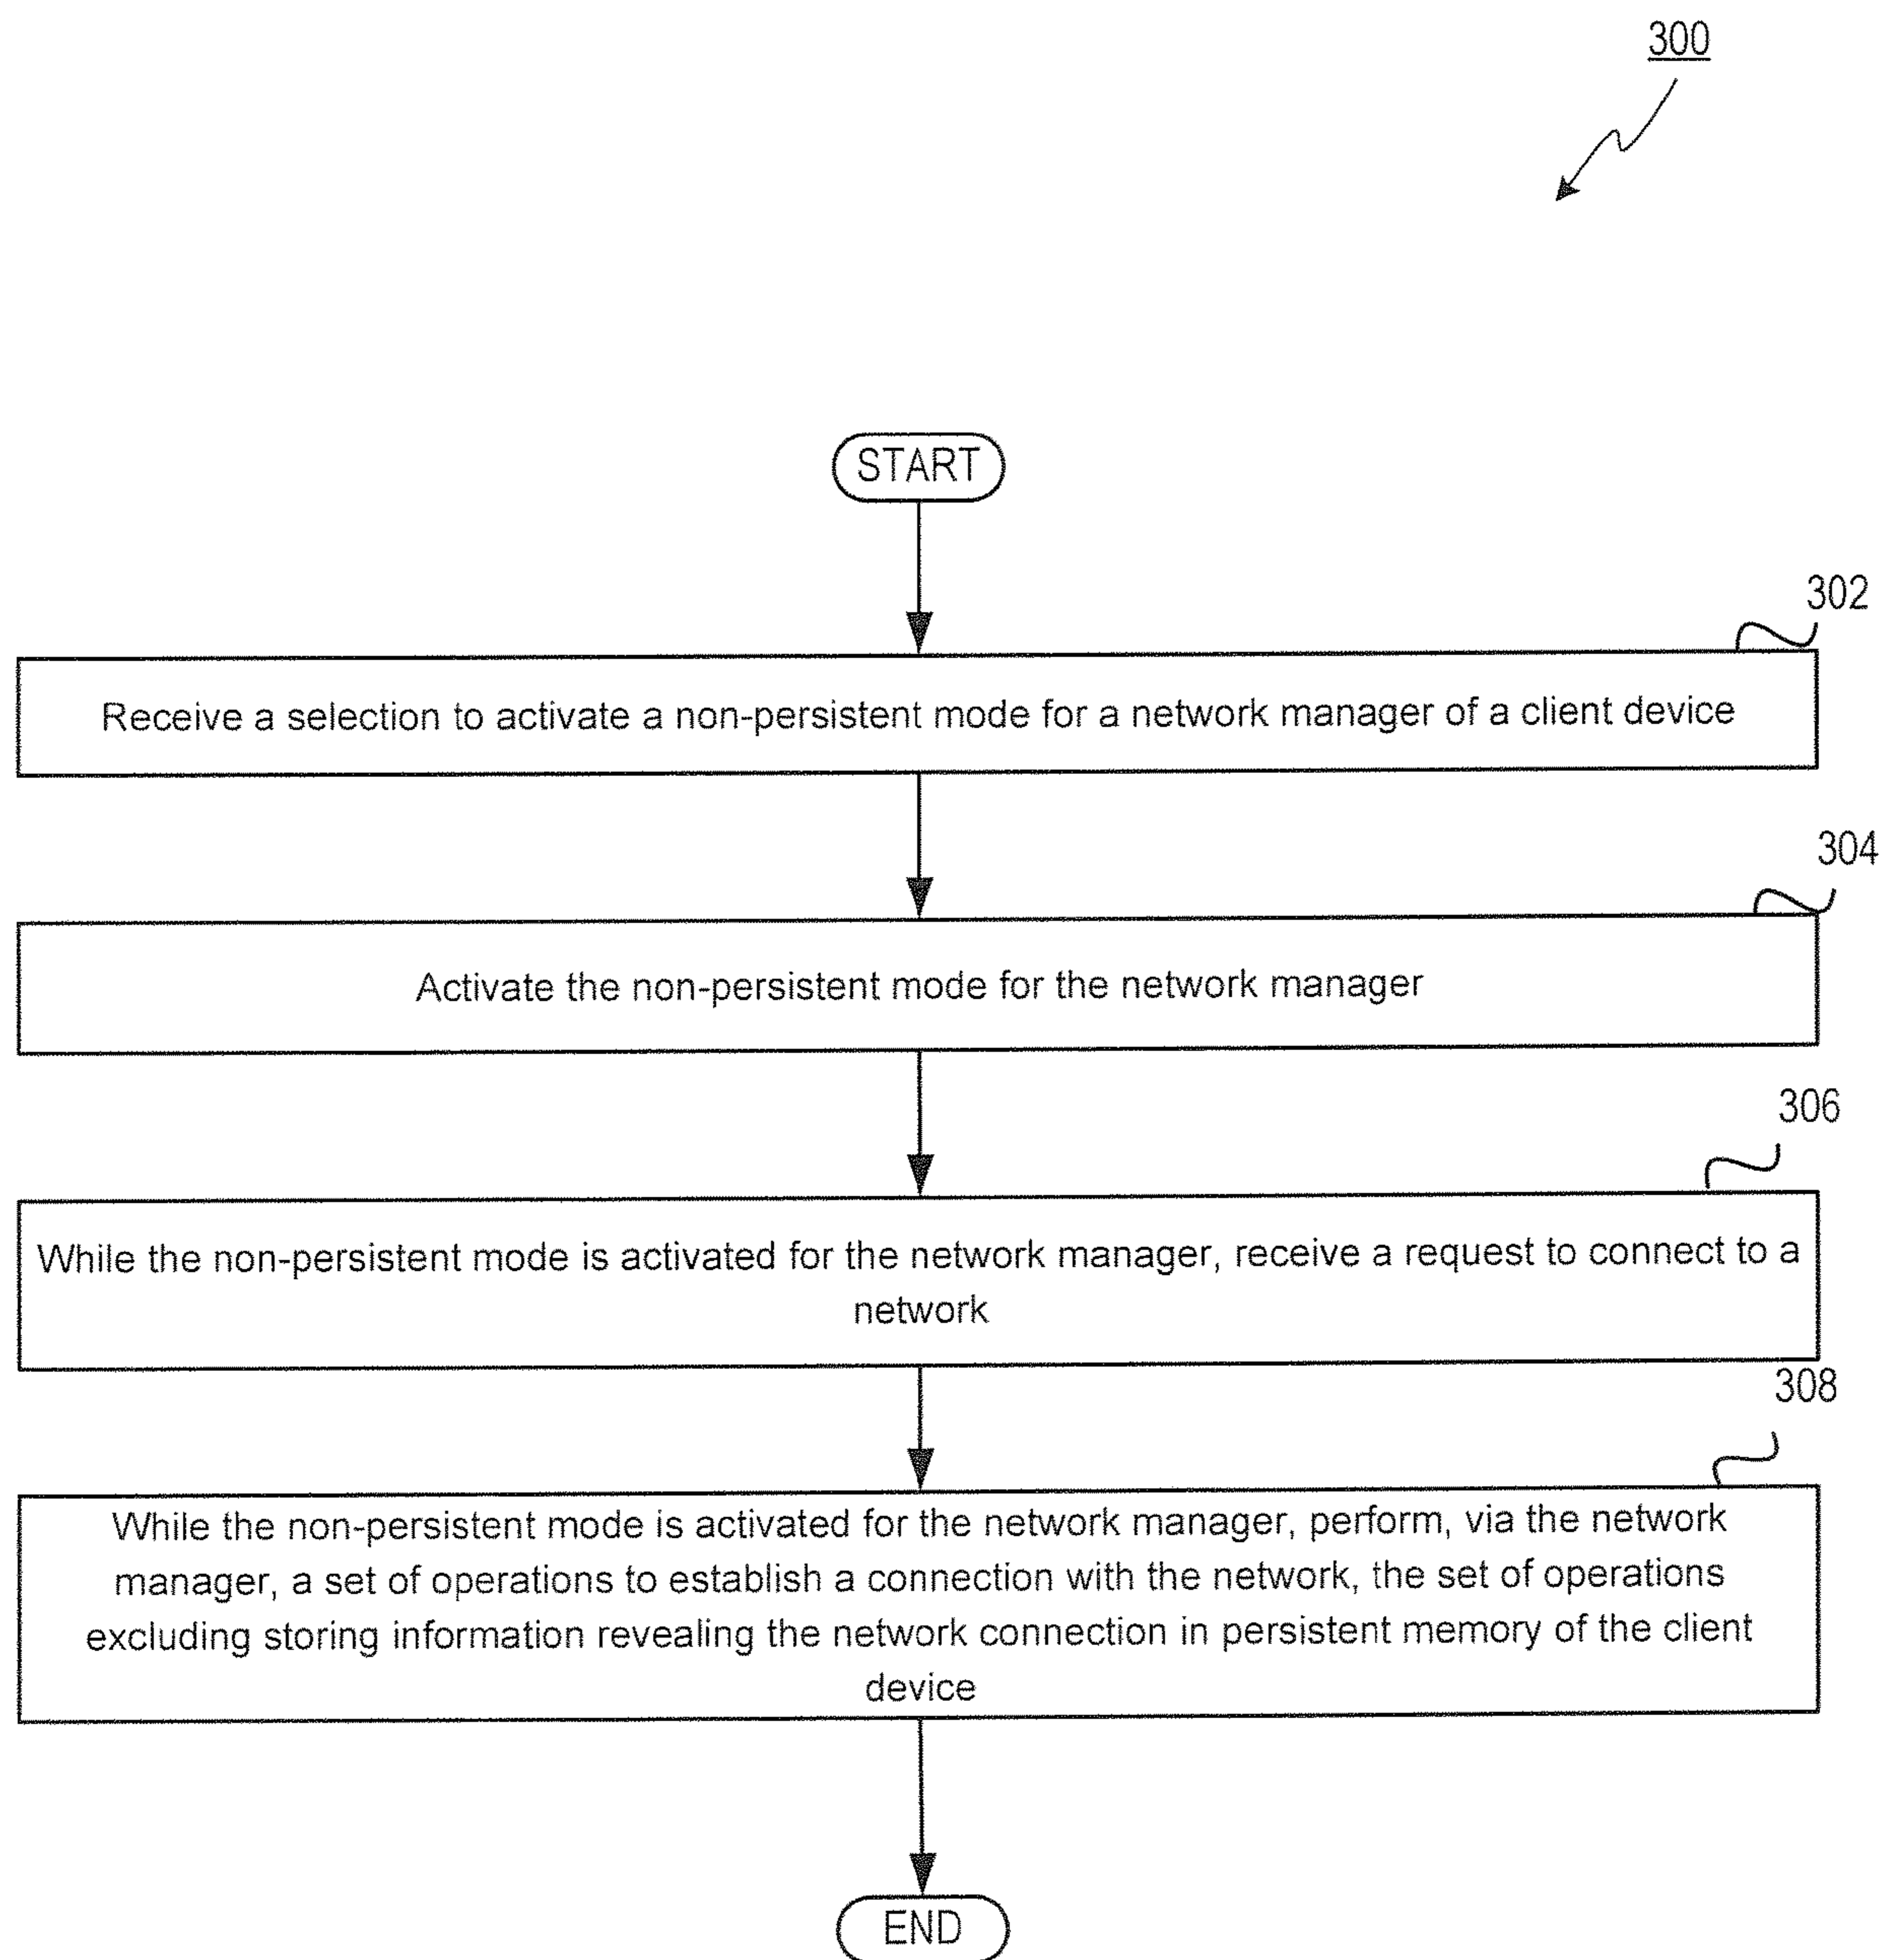 300
START
302
Receive a selection to activate a non-persistent mode for a network manager of a client device
304
Activate the non-persistent mode for the network manager
306
While the non-persistent mode is activated for the network manager, receive a request to connect to a
network
308
While the non-persistent mode is activated for the network manager, perform, via the network
manager, a set of operations to establish a connection with the network, the set of operations
excluding storing information revealing the network connection in persistent memory of the client
device
END